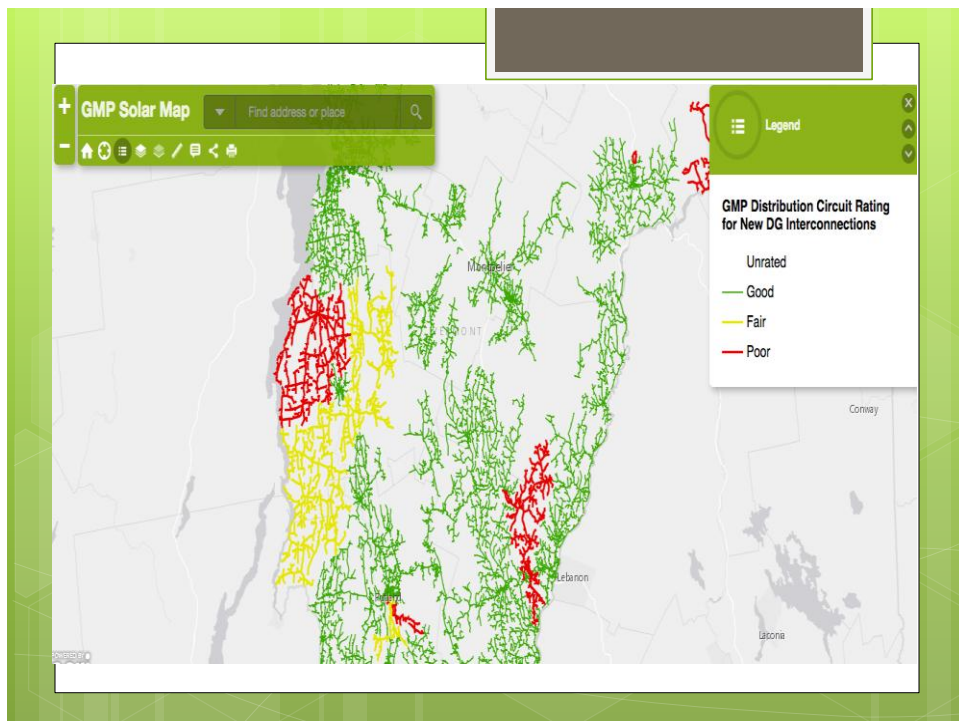 +
GMP Solar Map
Find address or place
−
Legend
GMP Distribution Circuit Rating
for New DG Interconnections
Unrated
Good
Fair
Poor
Montpelier
VERMONT
Conway
Lebanon
Laconia